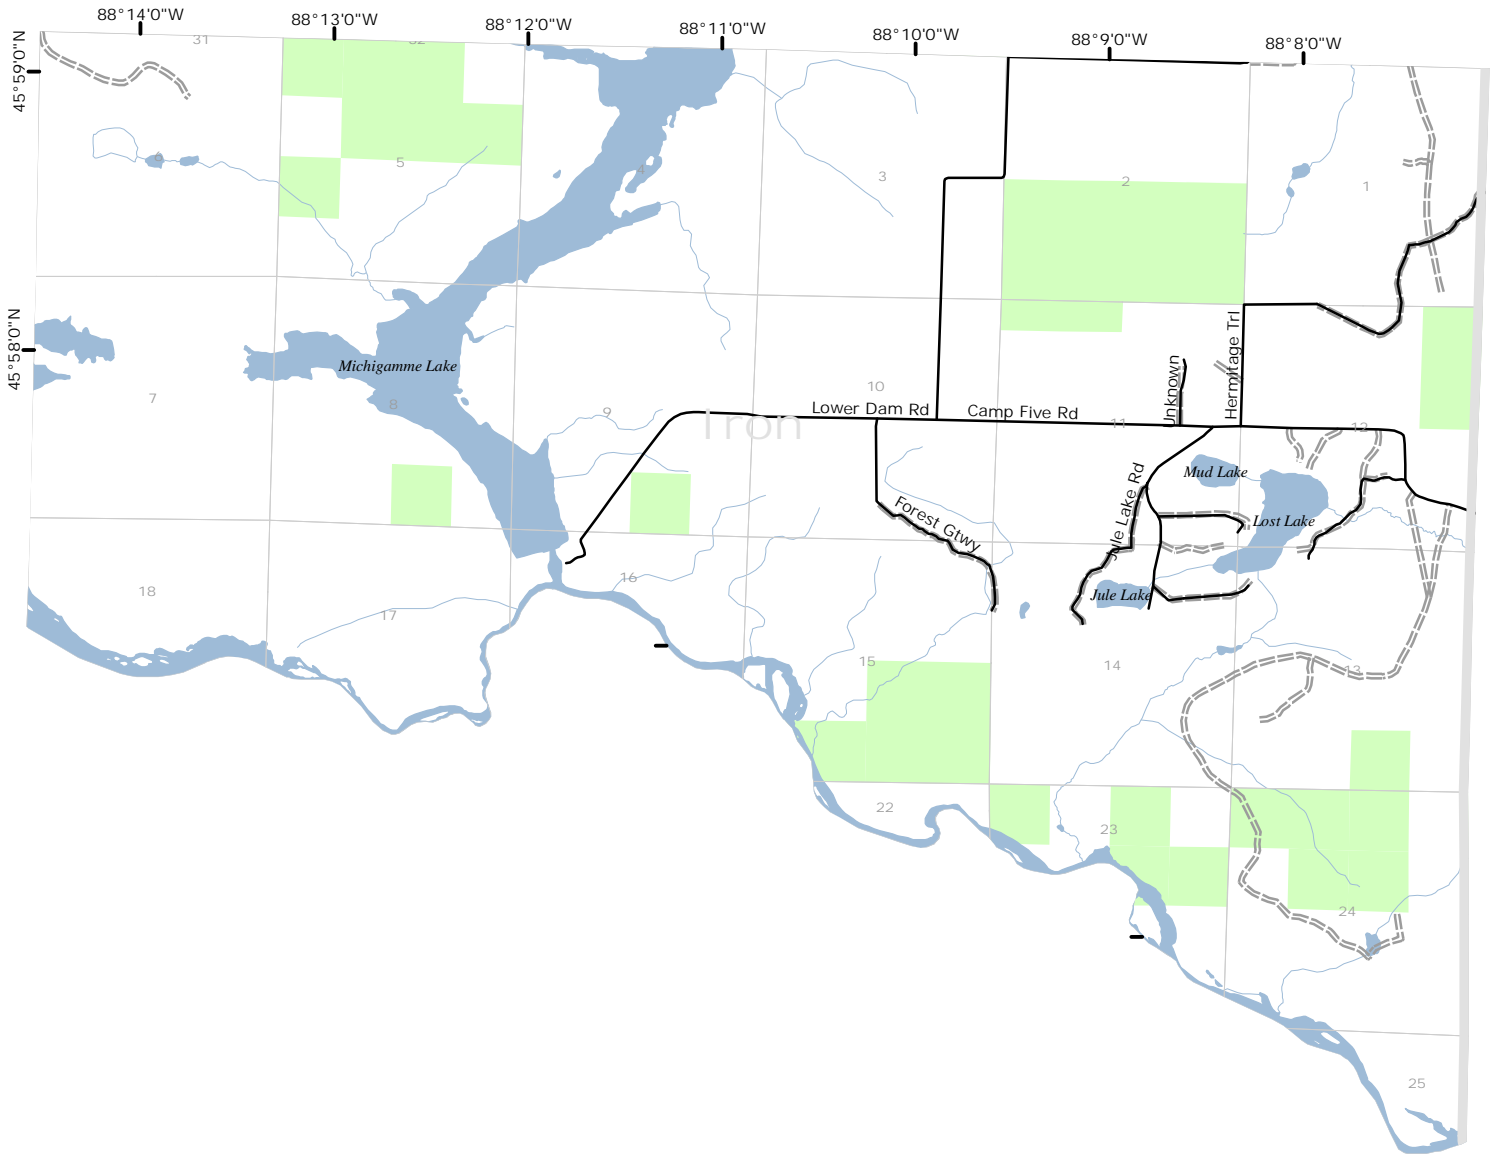 88°14'0"W
88°13'0"W
88°12'0"W
88°11'0"W
88°10'0"W
88°9'0"W
88°8'0"W
45°59'0"N
45°58'0"N
31
32
6
5
4
3
2
1
Michigamme Lake
7
8
9
10
11
12
Iron
Lower Dam Rd
Camp Five Rd
Unknown
Hermitage Trl
Mud Lake
Lost Lake
Jule Lake Rd
Forest Gtwy
Jule Lake
18
17
16
15
14
13
22
23
24
25